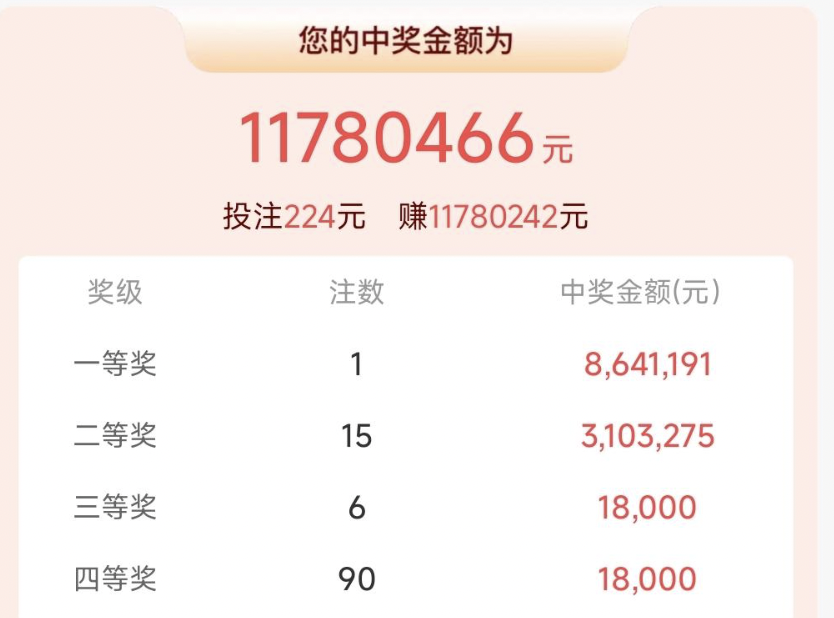 您的中奖金额为
11780466元
投注224元 赚11780242元
奖级 注数 中奖金额(元)
一等奖 1 8,641,191
二等奖 15 3,103,275
三等奖 6 18,000
四等奖 90 18,000